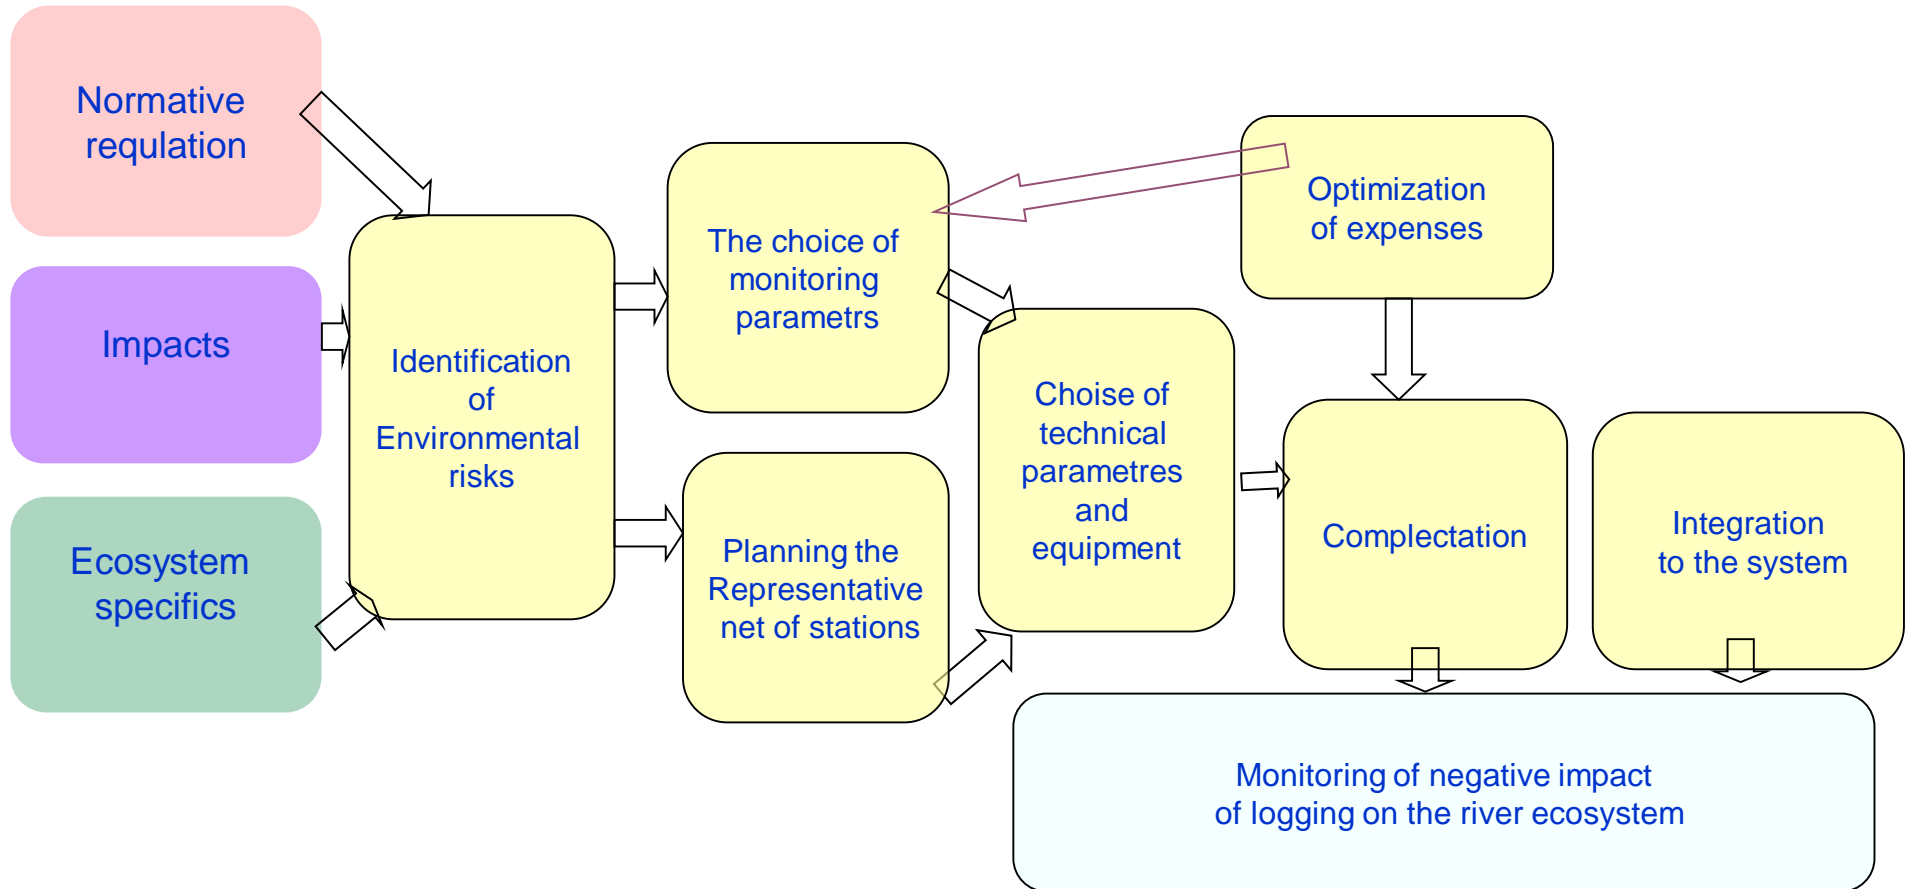 Normative
requlation
Impacts
Ecosystem
specifics
Identification
of
Environmental
risks
The choice of
monitoring
parametrs
Planning the
Representative
net of stations
Choise of
technical
parametres
and
equipment
Optimization
of expenses
Complectation
Integration
to the system
Monitoring of negative impact
of logging on the river ecosystem